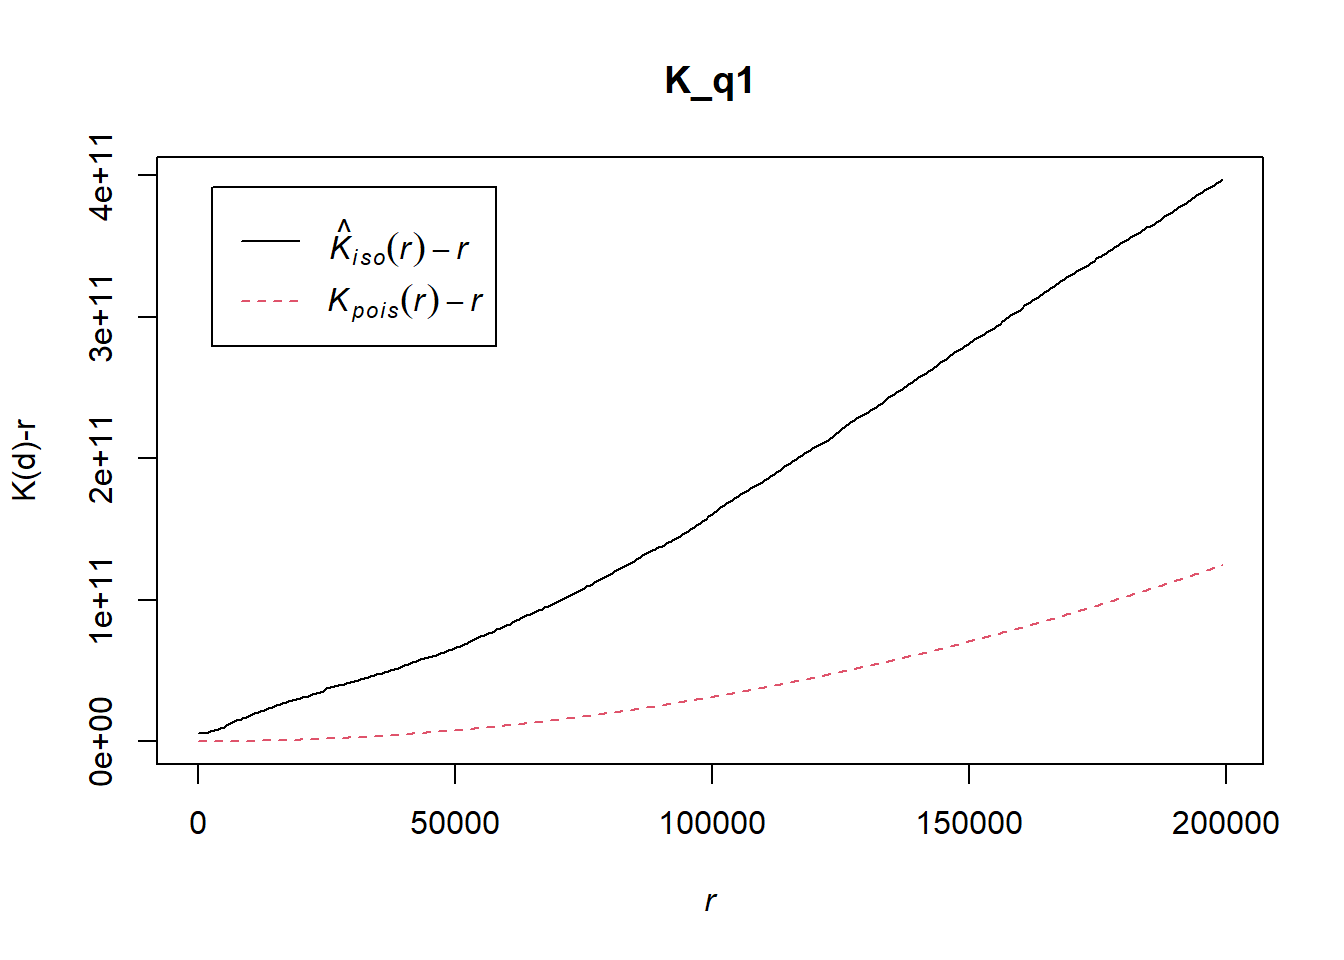 K_q1
K̂iso(r) − r
Kpois(r) − r
K(d)-r
4e+11
3e+11
2e+11
1e+11
0e+00
0 50000 100000 150000 200000
r